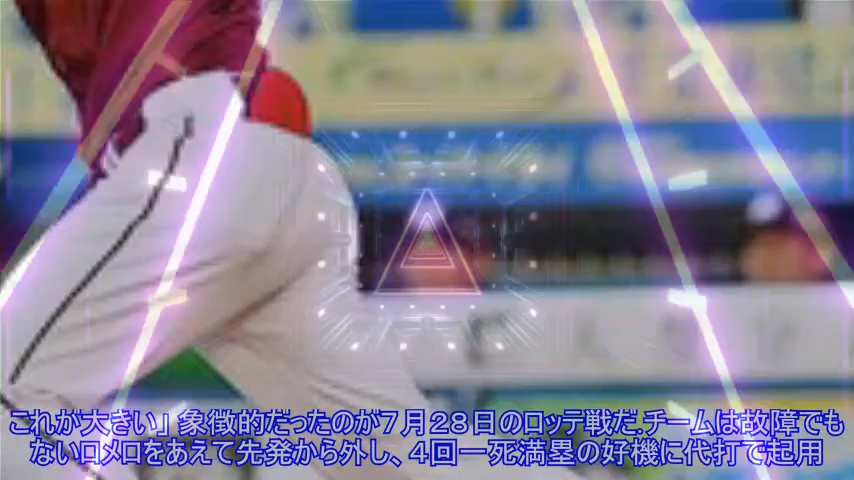 これが大きい」象徴的だったのが７月２８日のロッテ戦だ.チームは故障でも
ないロメロをあえて先発から外し、４回一死満塁の好機に代打で起用